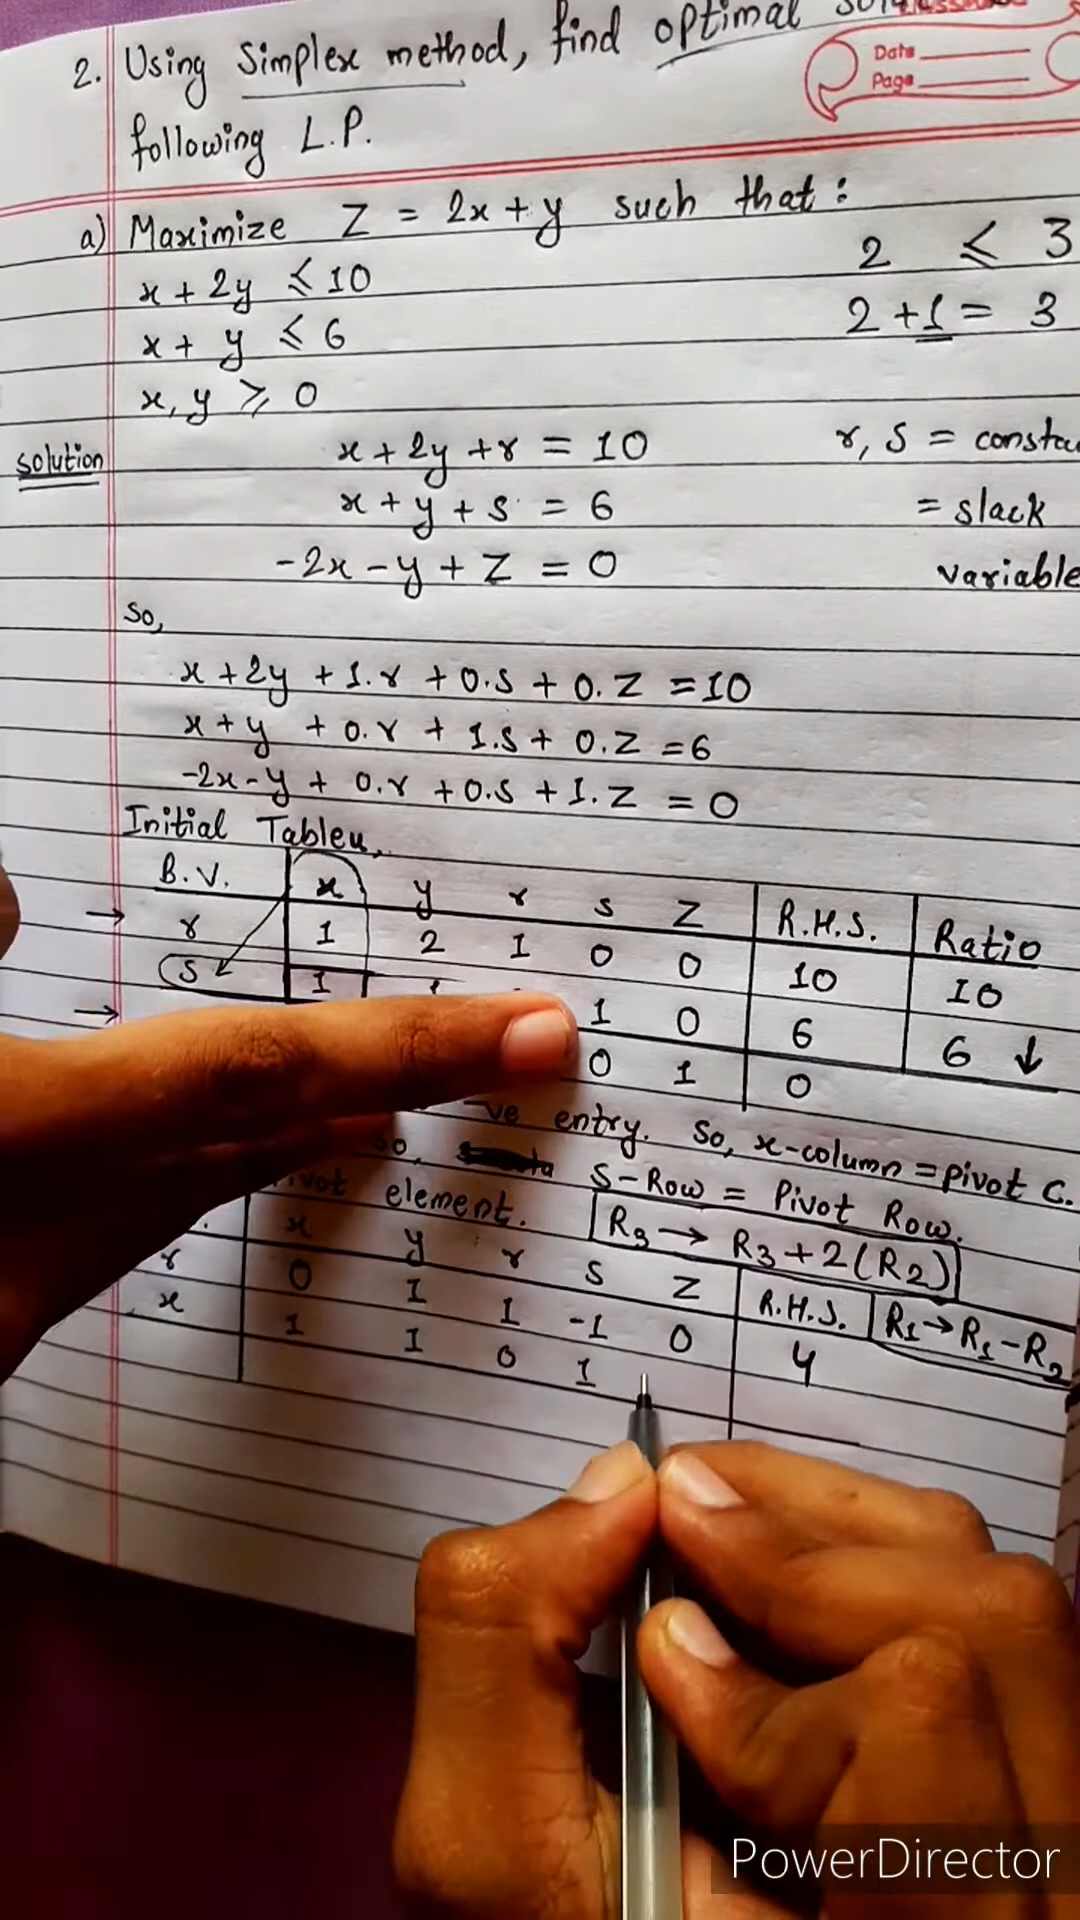 2. Using Simplex method, find optimal
following L.P.
Date
Page
a) Maximize Z = 2x + y such that :
x + 2y ⩽ 10
x + y ⩽ 6
x, y ⩾ 0
2 ⩽ 3
2 + 1 = 3
solution
x + 2y + r = 10
x + y + s = 6
-2x - y + Z = 0
r, s =
= slack
variable
So,
x + 2y + 1.r + 0.s + 0.Z = 10
x + y + 0.r + 1.s + 0.Z = 6
-2x - y + 0.r + 0.s + 1.Z = 0
Initial Tableu,
B.V. x y r s Z R.H.S. Ratio
→ r 1 2 1 0 0 10 10
s 1 1 1 0 6 6 ↓
→ 0 1 0
-ve entry. So, x-column = pivot C.
So, S-Row = Pivot Row.
element. R3 → R3 + 2(R2)
x y r s Z R.H.S. R1 → R1 - R2
r 0 1 1 -1 0 4
x 1 1 0 1
PowerDirector